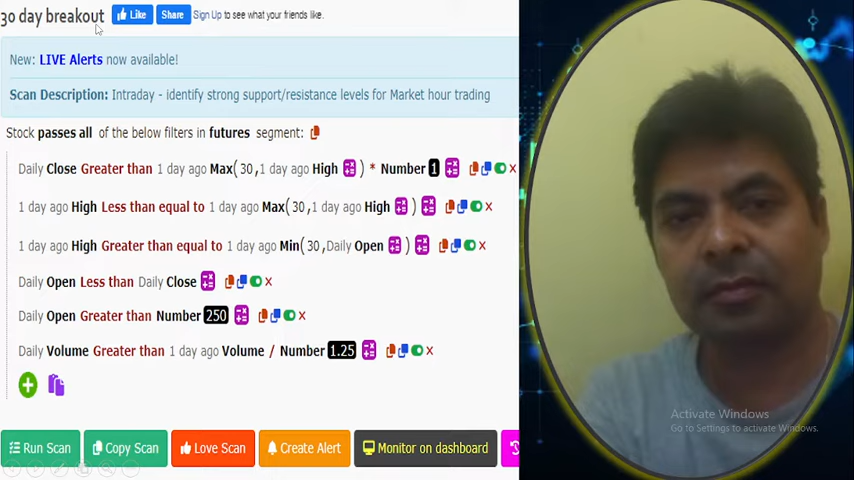 30 day breakout Like Share Sign Up to see what your friends like.
New: LIVE Alerts now available!
Scan Description: Intraday - identify strong support/resistance levels for Market hour trading
Stock passes all of the below filters in futures segment:
Daily Close Greater than 1 day ago Max( 30,1 day ago High ) * Number 1
1 day ago High Less than equal to 1 day ago Max( 30,1 day ago High )
1 day ago High Greater than equal to 1 day ago Min( 30,Daily Open )
Daily Open Less than Daily Close
Daily Open Greater than Number 250
Daily Volume Greater than 1 day ago Volume / Number 1.25
Run Scan Copy Scan Love Scan Create Alert Monitor on dashboard
Activate Windows
Go to Settings to activate Windows.